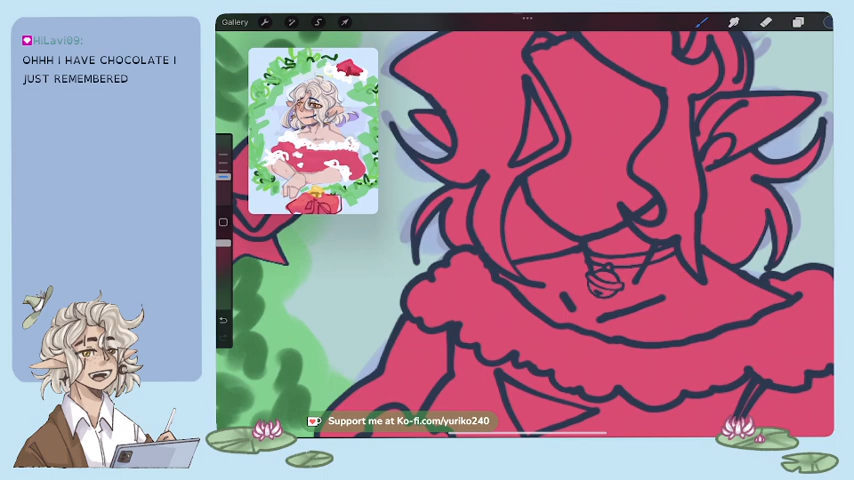 HiLavi09:
OHHH I HAVE CHOCOLATE I
JUST REMEMBERED
Gallery
Support me at Ko-fi.com/yuriko240